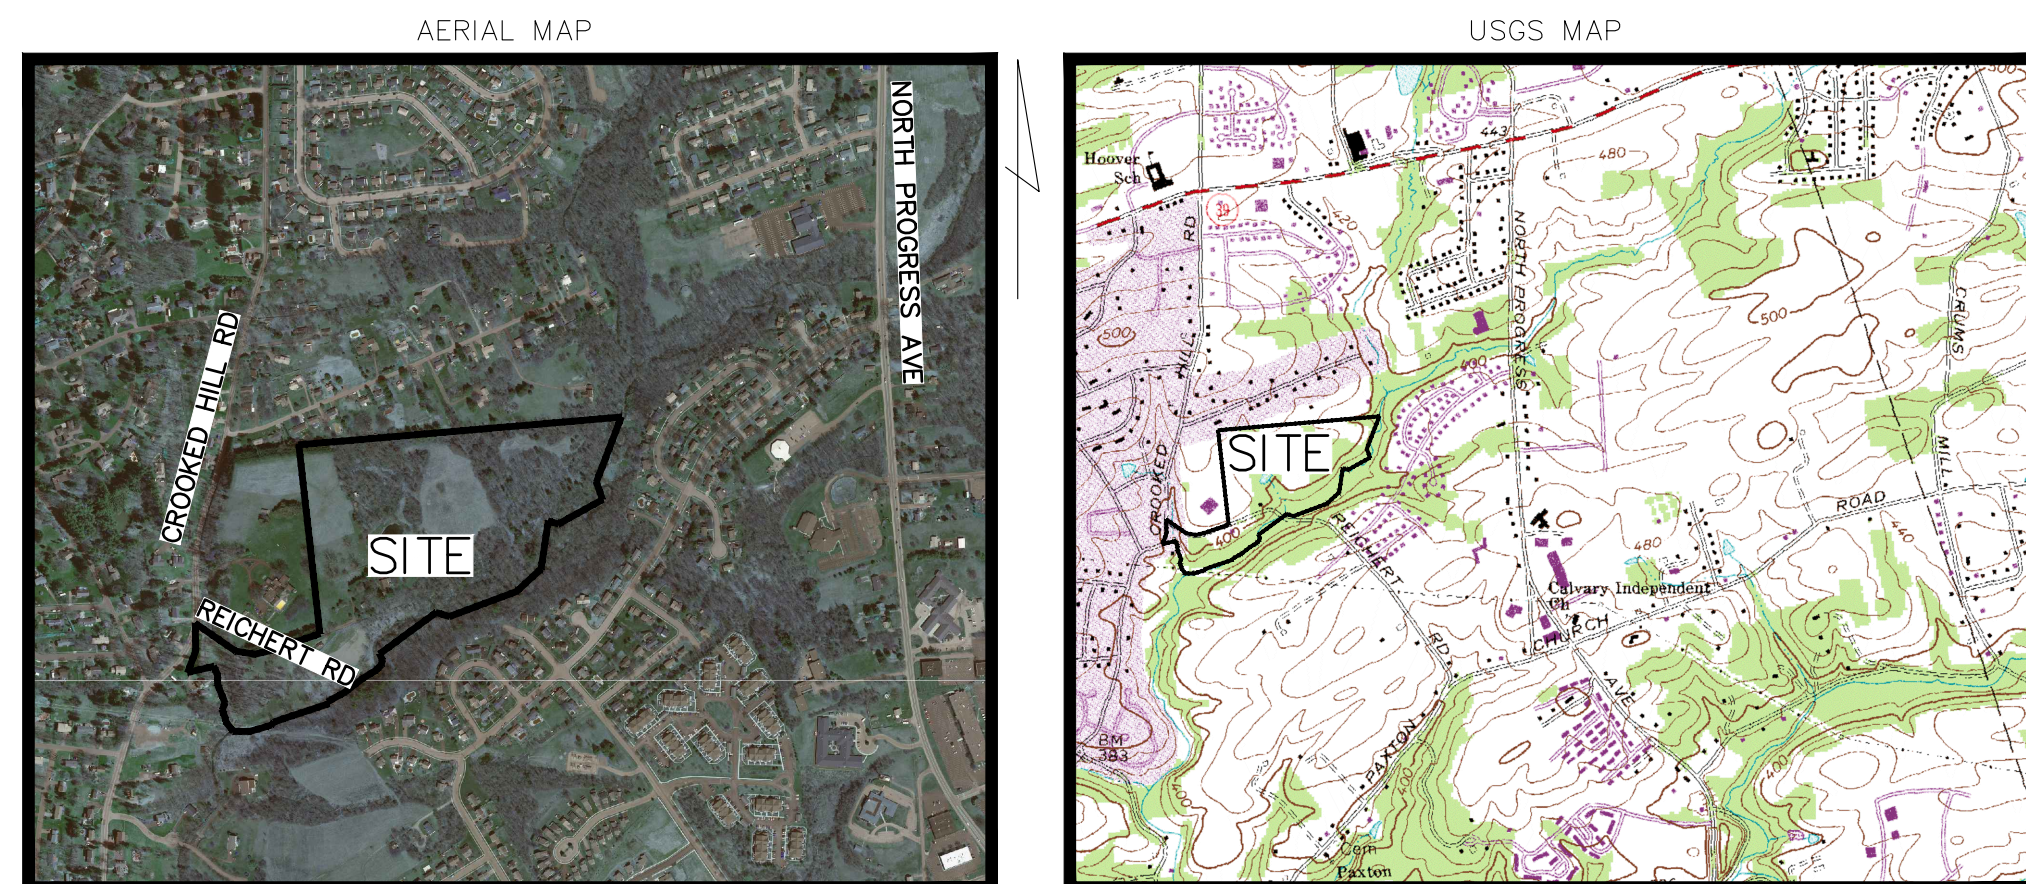 AERIAL MAP
NORTH PROGRESS AVE
CROOKED HILL RD
SITE
REICHERT RD
USGS MAP
443
Hoover
Sch
480
39
420
RD
NORTH PROGRESS
500
500
CRUMS
HILL
400
SITE
CROOKED
MILL
ROAD
REICHERT
400
440
480
Calvary Independent
Ch
CHURCH
RD
AVE
BM
383
PAXTON
400
400
400
Cem
Paxton